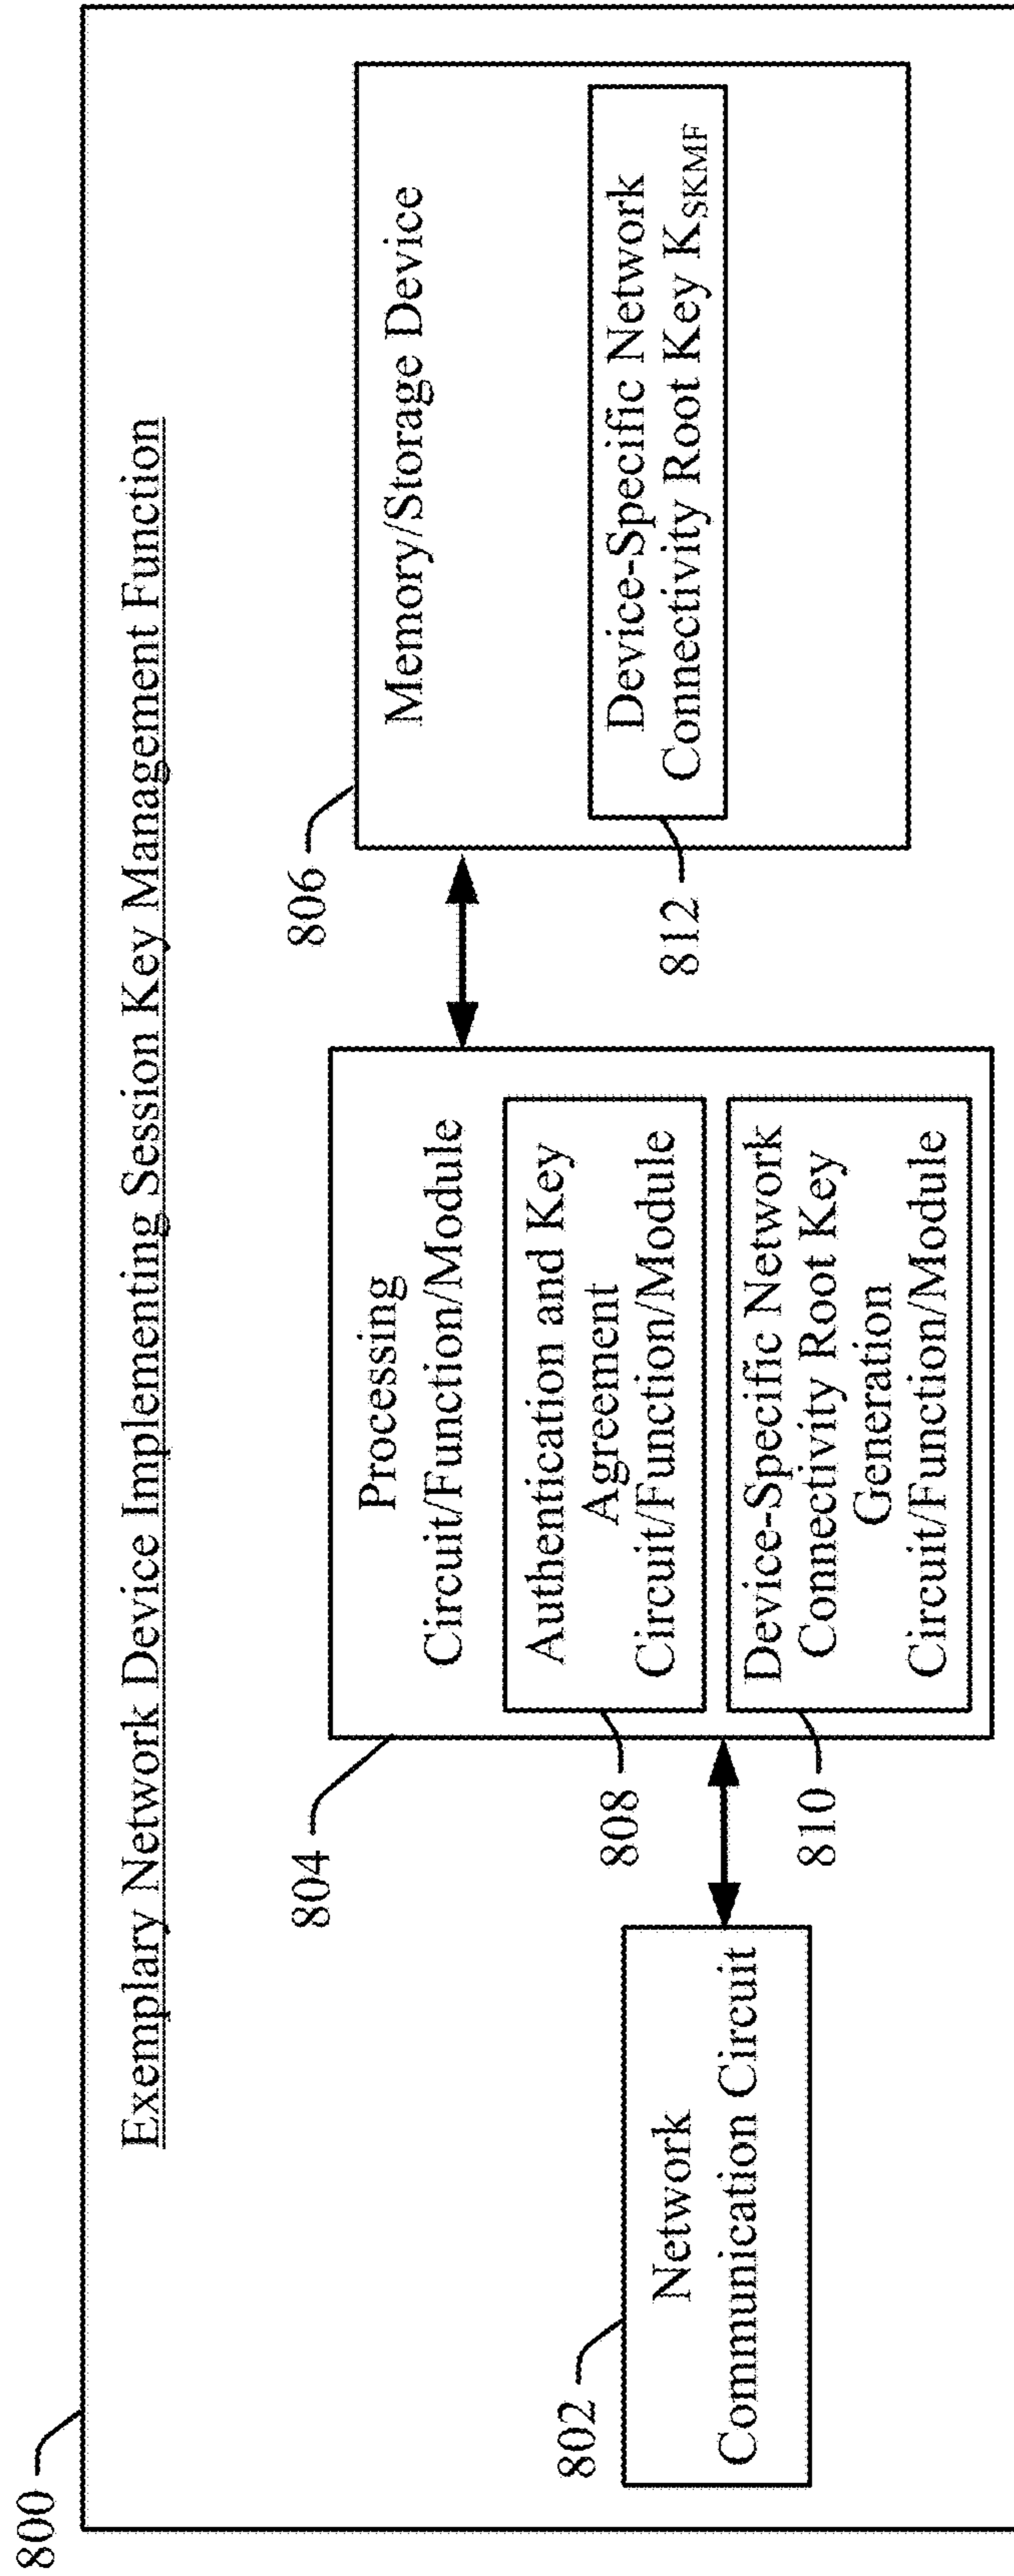 800
Exemplary Network Device Implementing Session Key Management Function
802
Network
Communication Circuit
804
Processing
Circuit/Function/Module
808
Authentication and Key
Agreement
Circuit/Function/Module
810
Device-Specific Network
Connectivity Root Key
Generation
Circuit/Function/Module
806
Memory/Storage Device
812
Device-Specific Network
Connectivity Root Key KSKMF